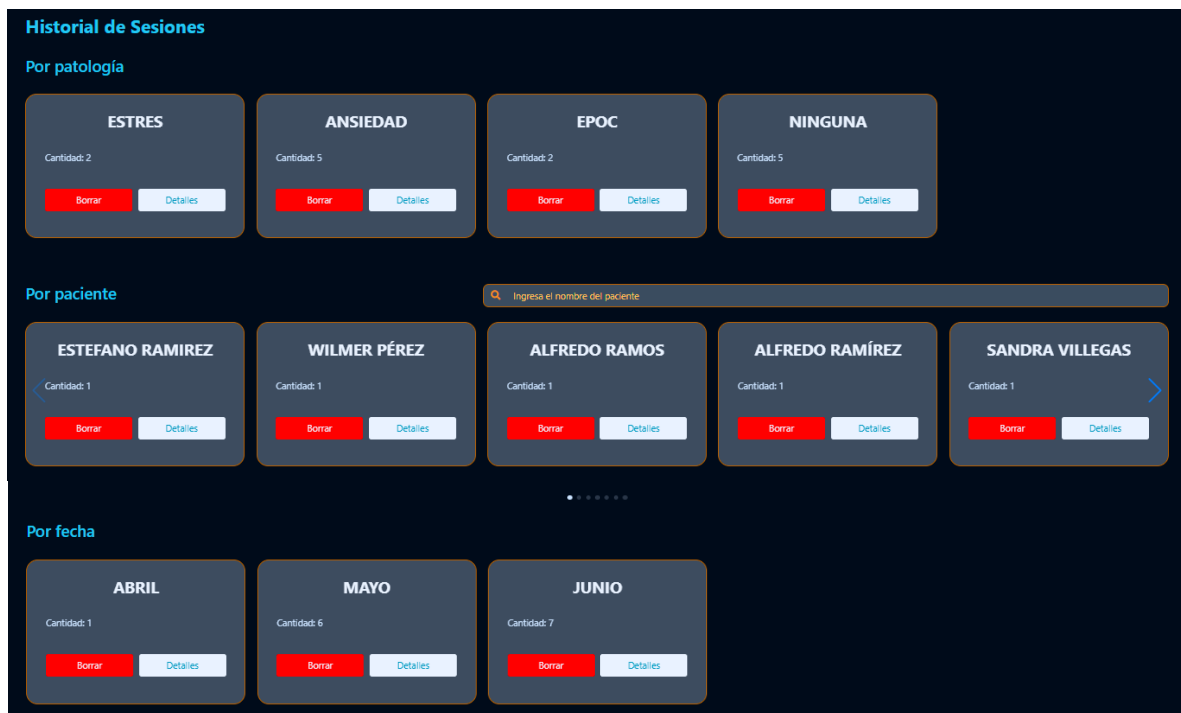 Historial de Sesiones
Por patología
ESTRES
Cantidad: 2
Borrar
Detalles
ANSIEDAD
Cantidad: 5
Borrar
Detalles
EPOC
Cantidad: 2
Borrar
Detalles
NINGUNA
Cantidad: 5
Borrar
Detalles
Por paciente
Ingresa el nombre del paciente
ESTEFANO RAMIREZ
Cantidad: 1
Borrar
Detalles
WILMER PÉREZ
Cantidad: 1
Borrar
Detalles
ALFREDO RAMOS
Cantidad: 1
Borrar
Detalles
ALFREDO RAMÍREZ
Cantidad: 1
Borrar
Detalles
SANDRA VILLEGAS
Cantidad: 1
Borrar
Detalles
Por fecha
ABRIL
Cantidad: 1
Borrar
Detalles
MAYO
Cantidad: 6
Borrar
Detalles
JUNIO
Cantidad: 7
Borrar
Detalles